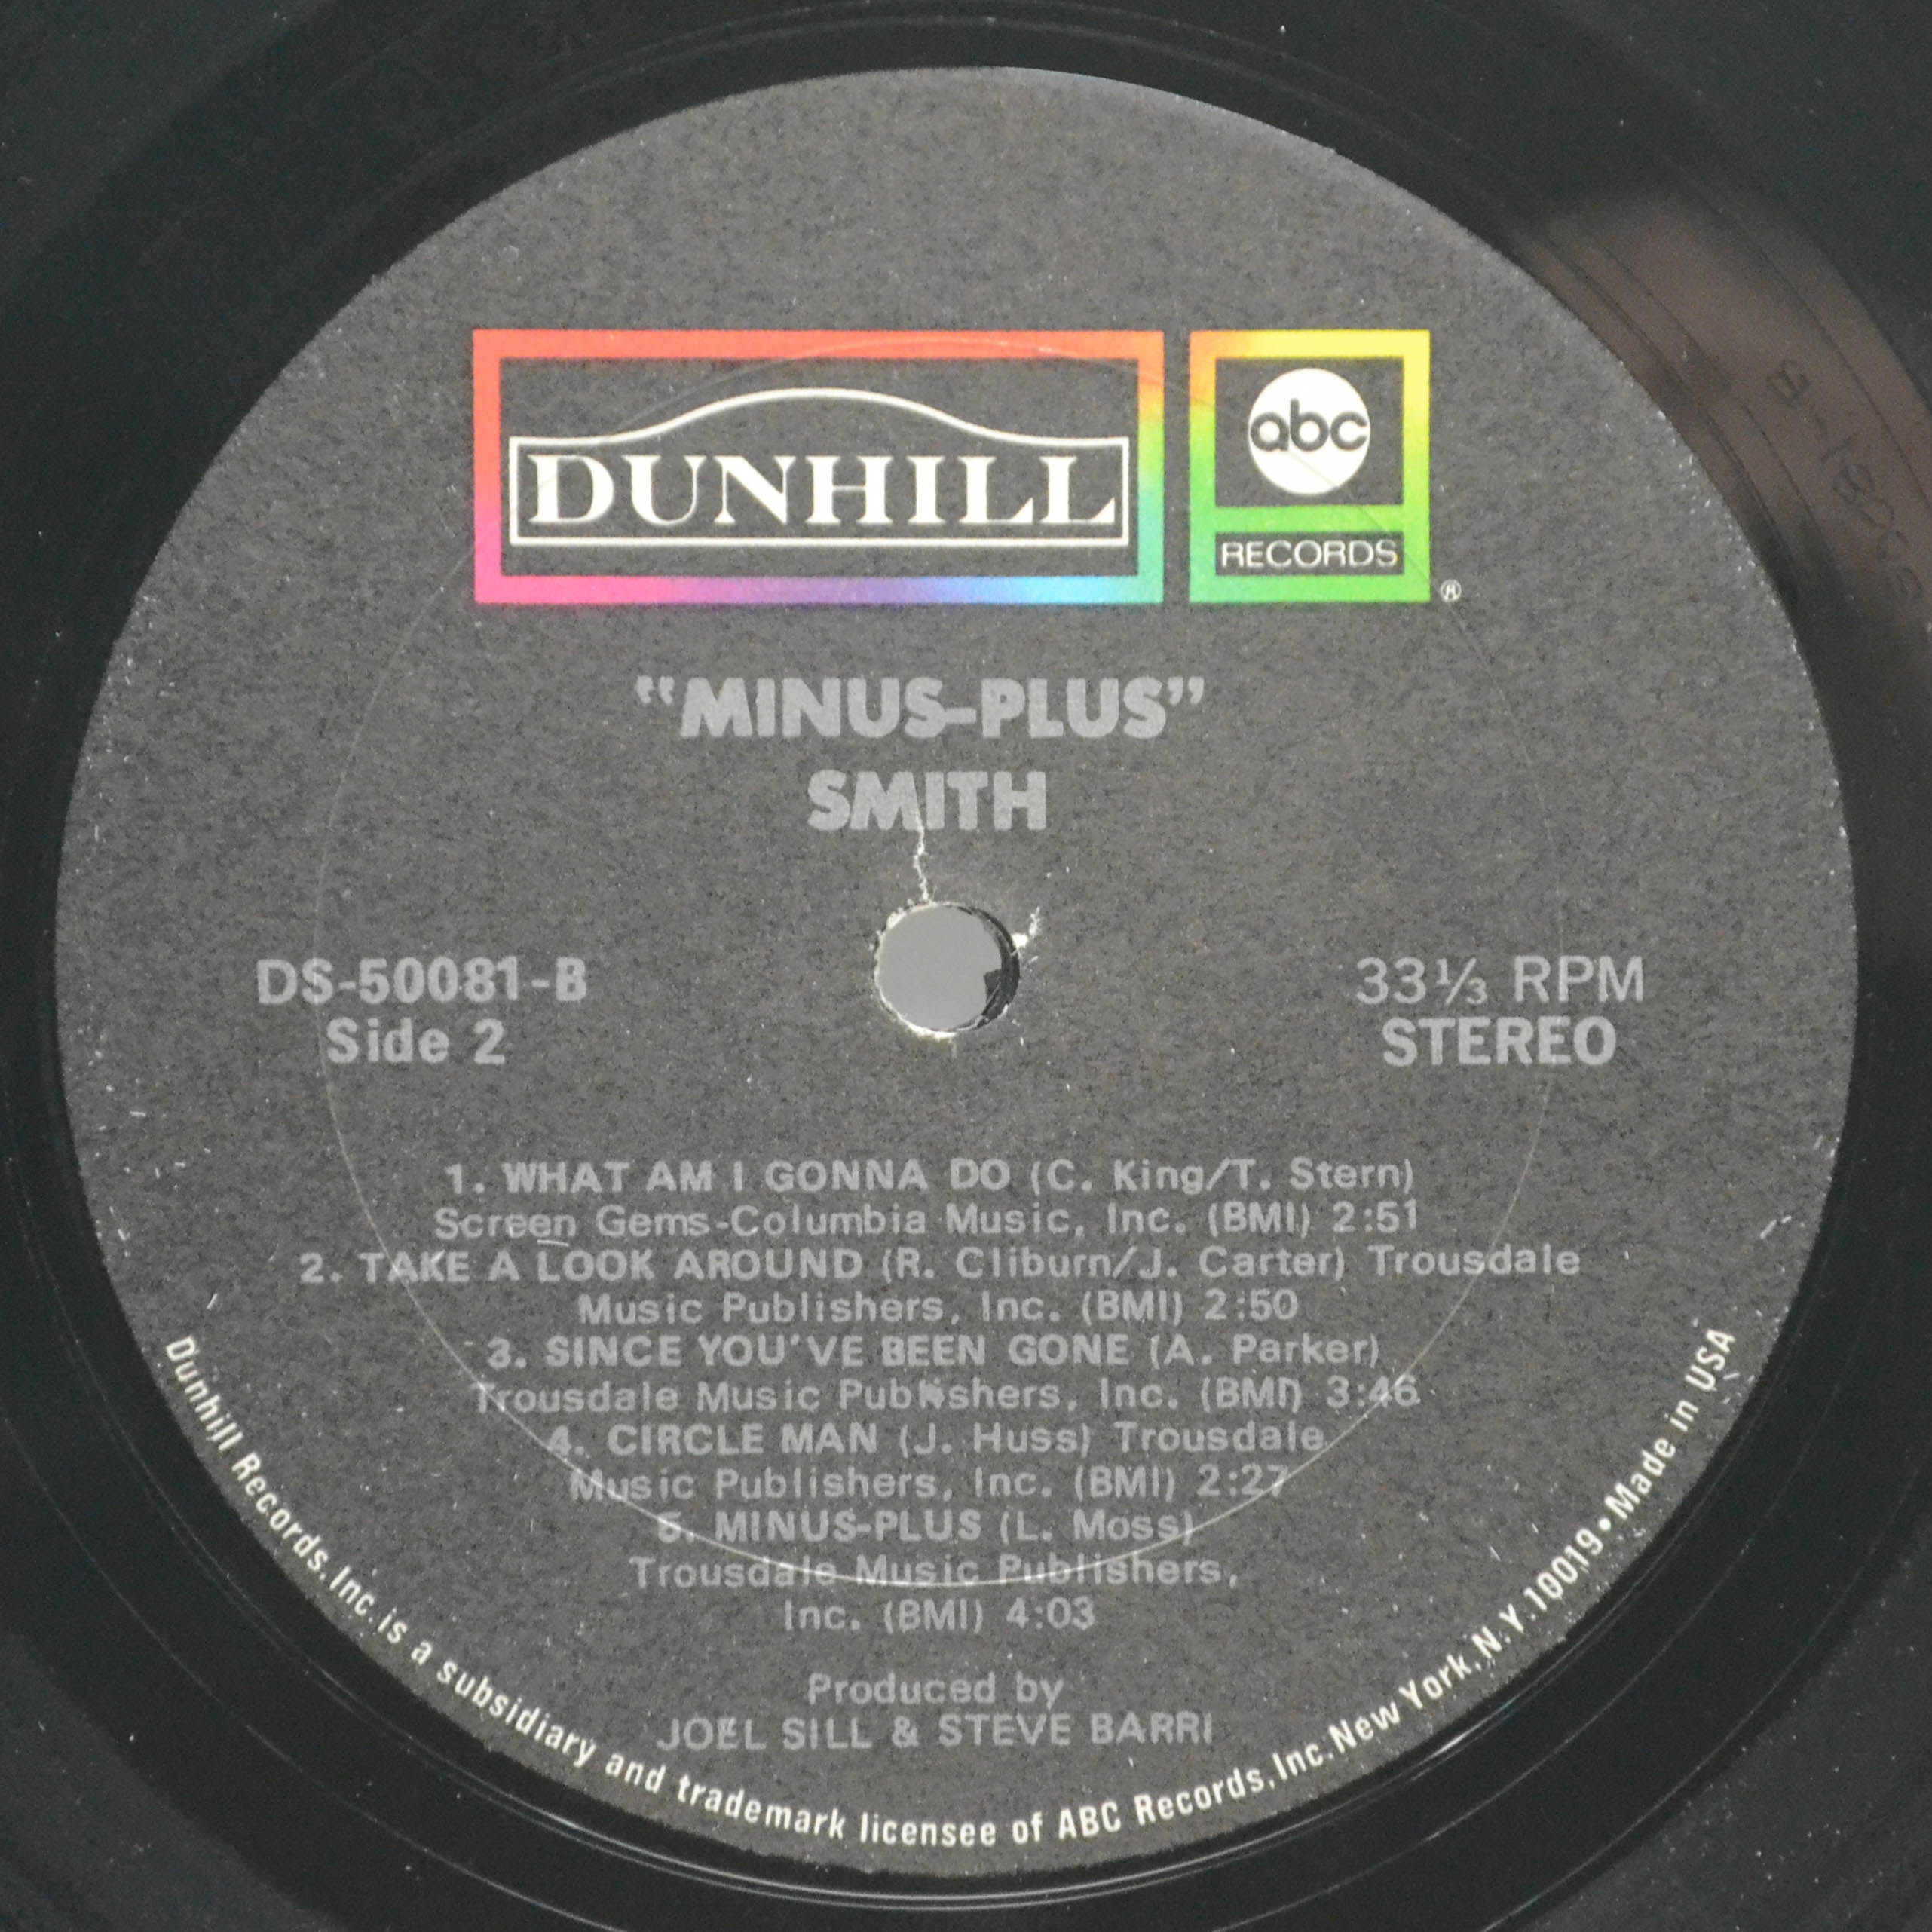 DUNHILL
abc
RECORDS
®
“MINUS-PLUS”
SMITH
DS-50081-B
Side 2
33⅓ RPM
STEREO
1. WHAT AM I GONNA DO (C. King/T. Stern)
Screen Gems-Columbia Music, Inc. (BMI) 2:51
2. TAKE A LOOK AROUND (R. Cliburn/J. Carter) Trousdale
Music Publishers, Inc. (BMI) 2:50
3. SINCE YOU'VE BEEN GONE (A. Parker)
Trousdale Music Publishers, Inc. (BMI) 3:46
4. CIRCLE MAN (J. Huss) Trousdale
Music Publishers, Inc. (BMI) 2:27
5. MINUS-PLUS (L. Moss)
Trousdale Music Publishers,
Inc. (BMI) 4:03
Produced by
JOEL SILL & STEVE BARRI
Dunhill Records, Inc. is a subsidiary and trademark licensee of ABC Records, Inc. New York, N.Y. 10019 • Made in USA